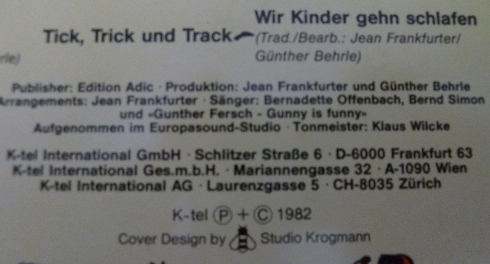 Wir Kinder gehn schlafen
Tick, Trick und Track
(Trad./Bearb.: Jean Frankfurter/
Günther Behrle)
rle)
Publisher: Edition Adic · Produktion: Jean Frankfurter und Günther Behrle
Arrangements: Jean Frankfurter · Sänger: Bernadette Offenbach, Bernd Simon
und «Gunther Fersch - Gunny is funny»
Aufgenommen im Europasound-Studio · Tonmeister: Klaus Wilcke
K-tel International GmbH · Schlitzer Straße 6 · D-6000 Frankfurt 63
K-tel International Ges.m.b.H. · Mariannengasse 32 · A-1090 Wien
K-tel International AG · Laurenzgasse 5 · CH-8035 Zürich
K-tel Ⓟ + Ⓒ 1982
Cover Design by Studio Krogmann